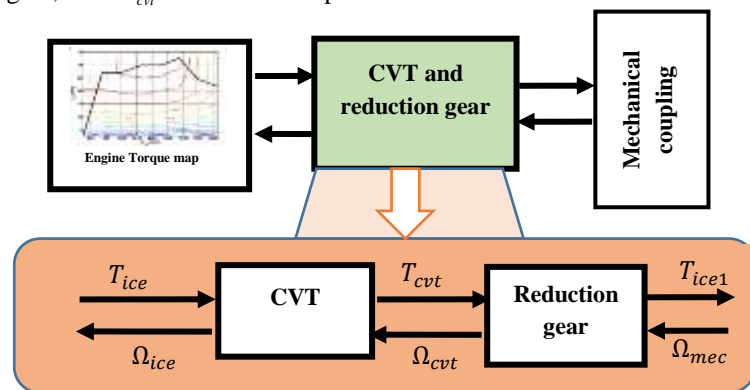 CVT and
reduction gear
Mechanical
coupling
Engine Torque map
T_ice
CVT
T_cvt
Reduction
gear
T_ice1
Ω_ice
Ω_cvt
Ω_mec